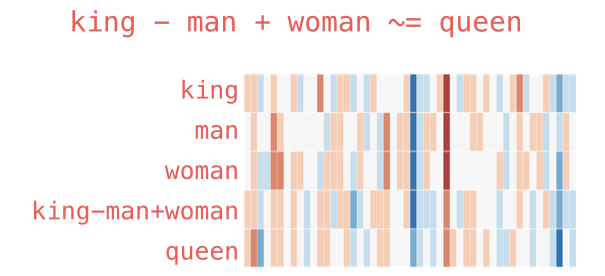 king − man + woman ~= queen
king
man
woman
king−man+woman
queen